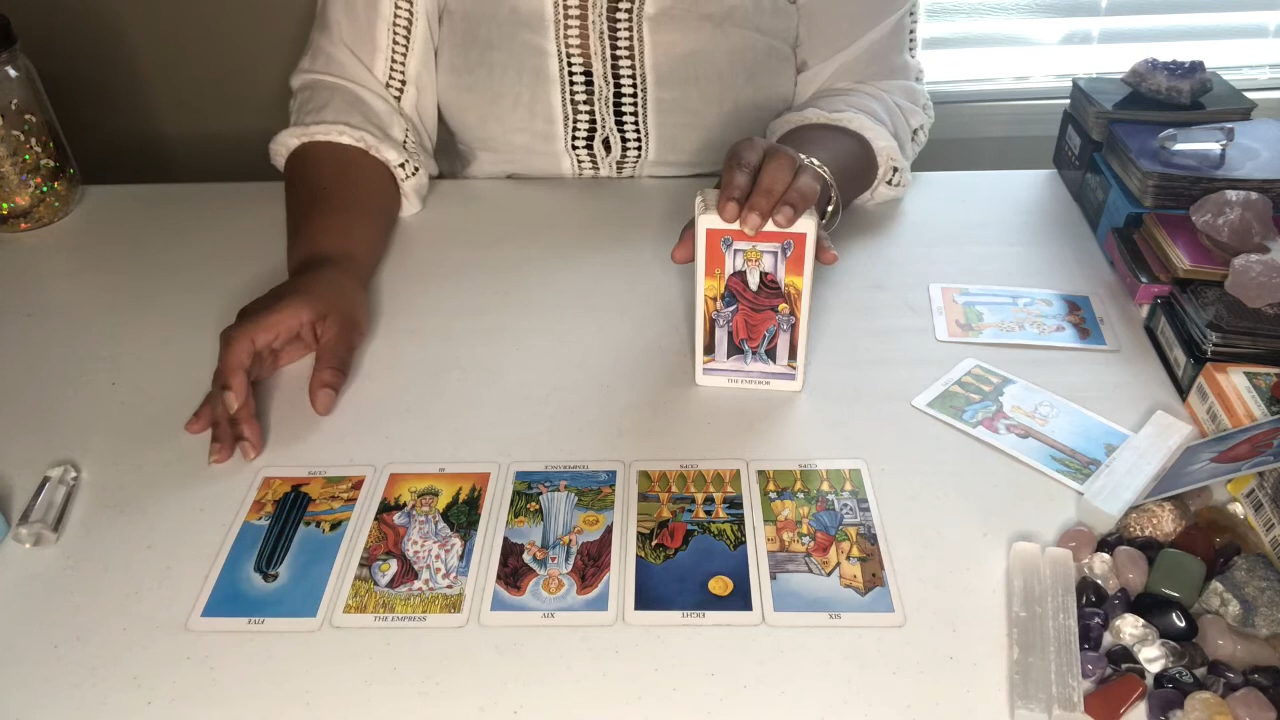 THE EMPEROR
CUPS
FIVE
III
THE EMPRESS
TEMPERANCE
XIV
CUPS
EIGHT
CUPS
SIX